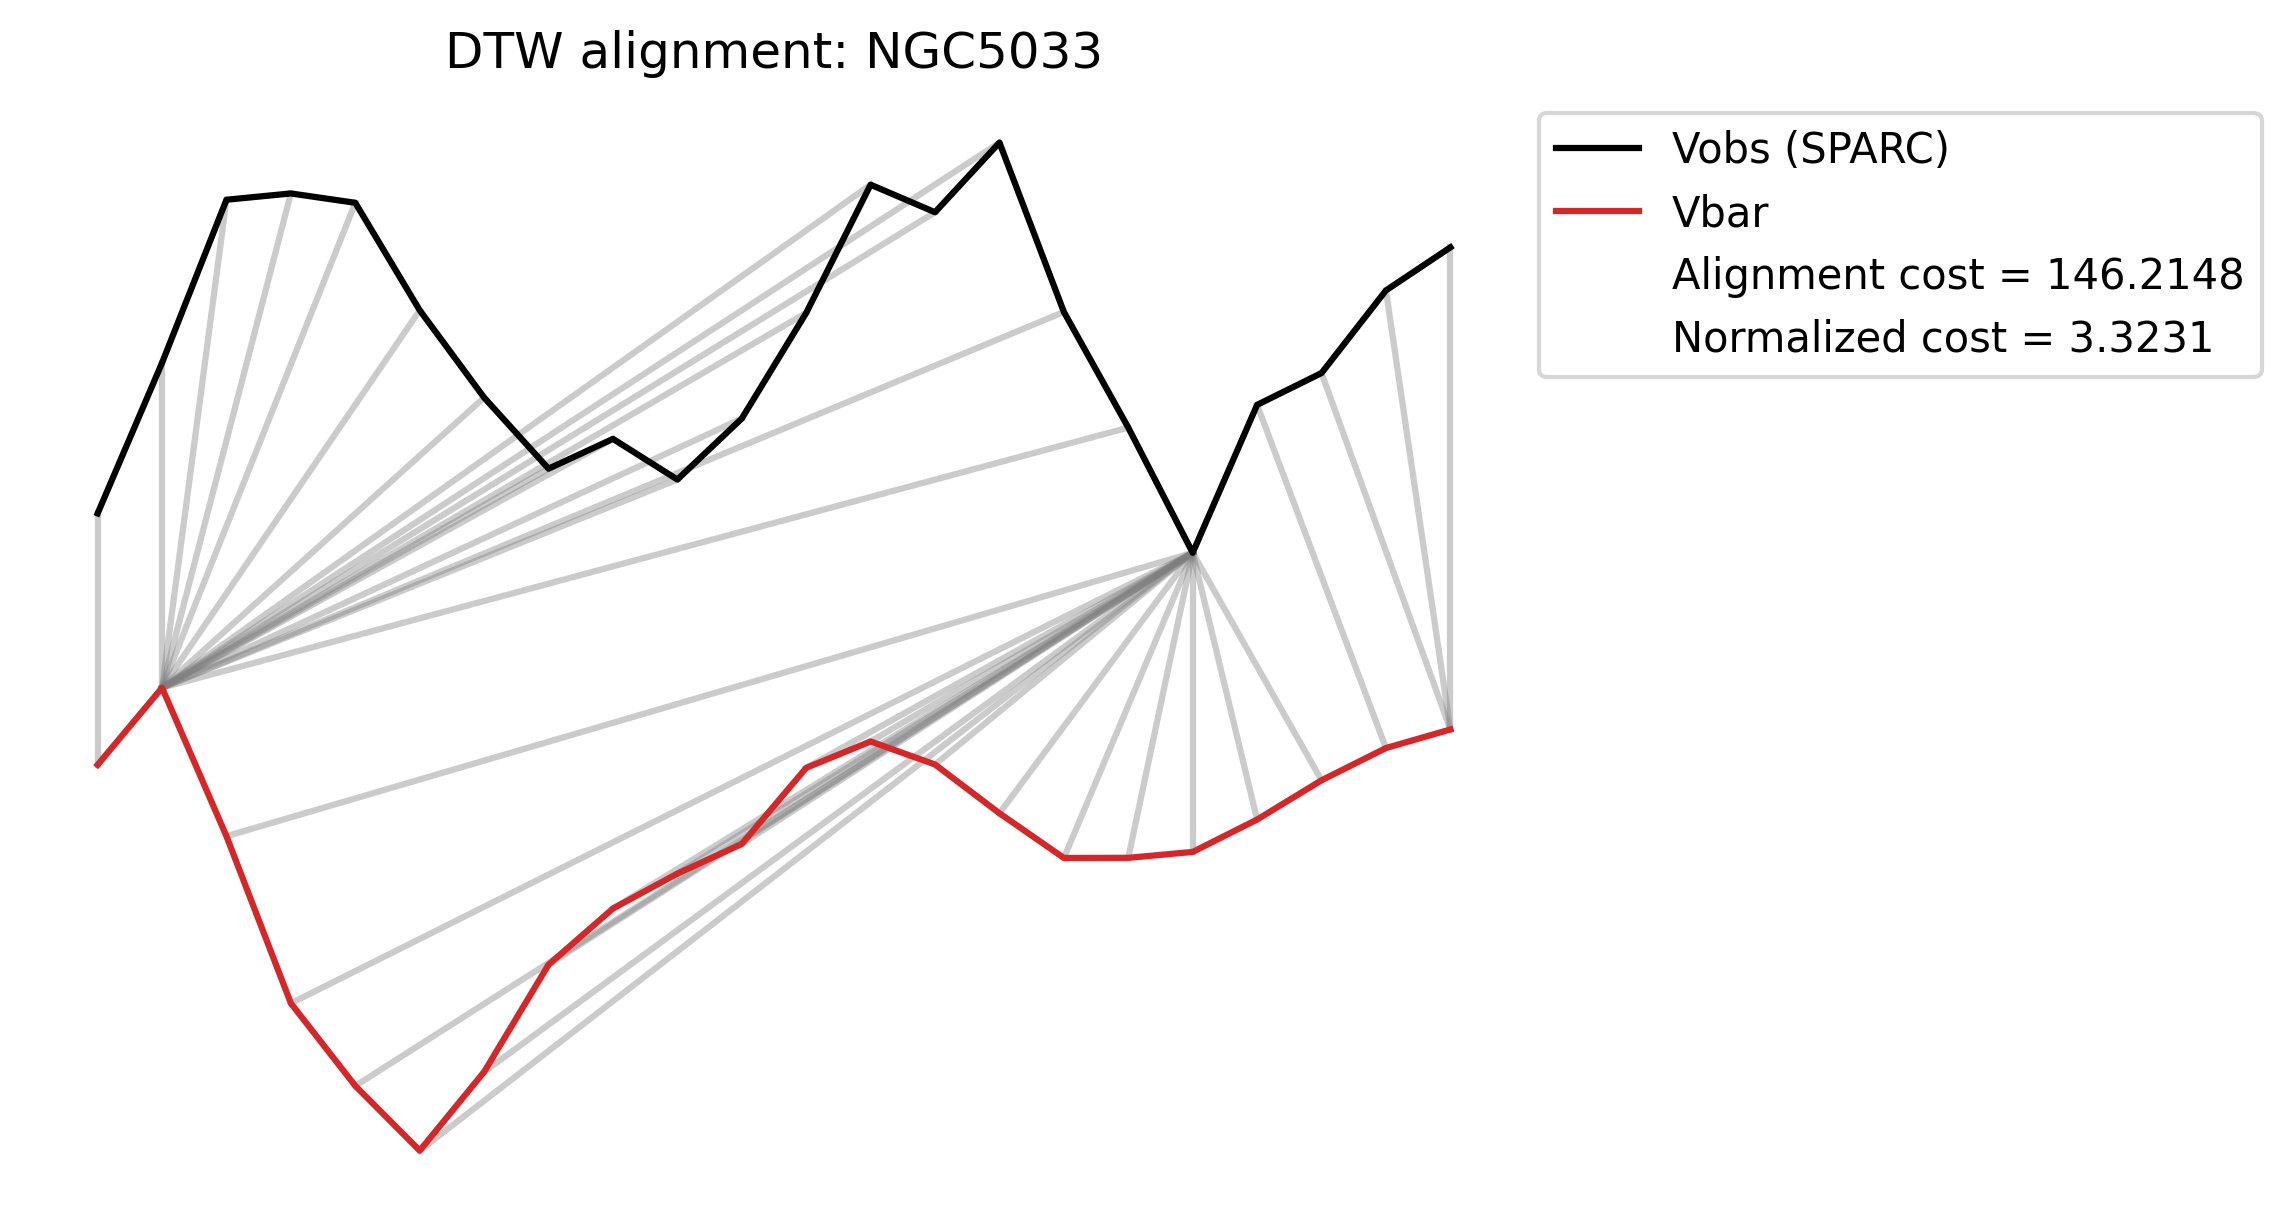 DTW alignment: NGC5033
Vobs (SPARC)
Vbar
Alignment cost = 146.2148
Normalized cost = 3.3231